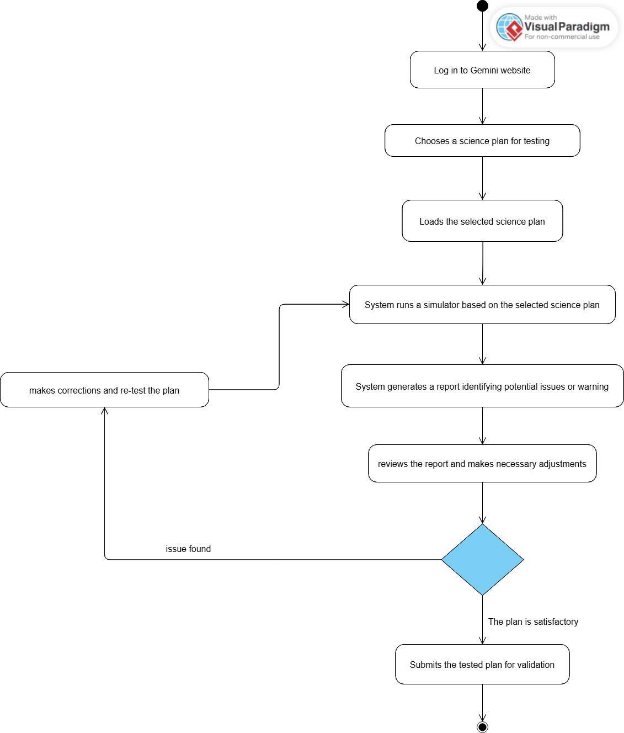 Made with
VisualParadigm
For non-commercial use
Log in to Gemini website
Chooses a science plan for testing
Loads the selected science plan
System runs a simulator based on the selected science plan
System generates a report identifying potential issues or warning
makes corrections and re-test the plan
reviews the report and makes necessary adjustments
issue found
The plan is satisfactory
Submits the tested plan for validation